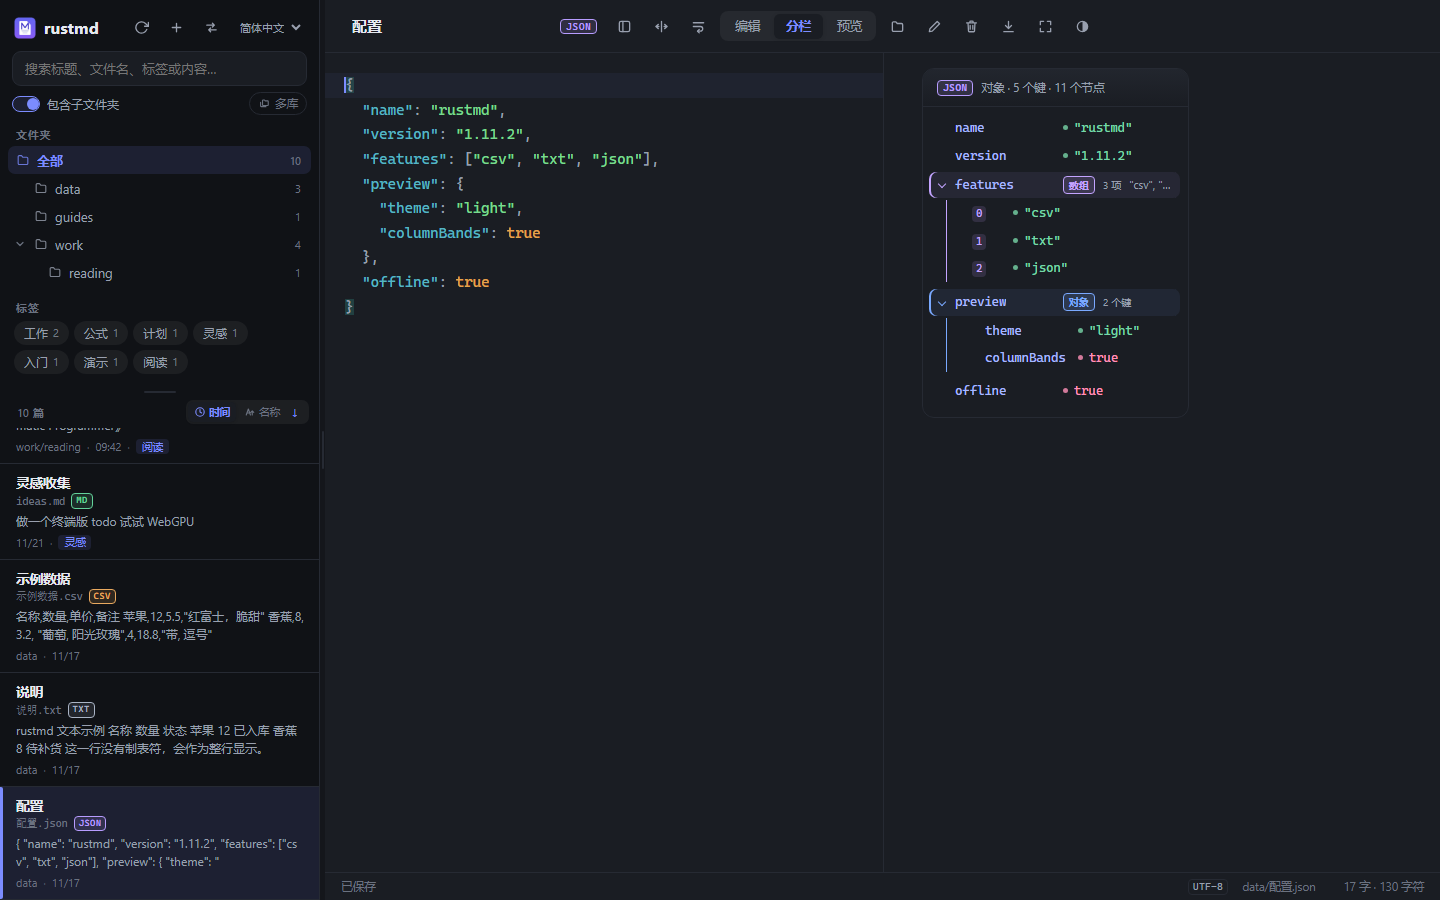 rustmd
简体中文
搜索标题、文件名、标签或内容...
包含子文件夹
多库
文件夹
全部 10
data 3
guides 1
work 4
reading 1
标签
工作 2 公式 1 计划 1 灵感 1
入门 1 演示 1 阅读 1
10 篇 时间 名称 ↓
work/reading · 09:42 · 阅读
灵感收集
ideas.md MD
做一个终端版 todo 试试 WebGPU
11/21 · 灵感
示例数据
示例数据.csv CSV
名称,数量,单价,备注 苹果,12,5.5,"红富士，脆甜" 香蕉,8,
3.2, "葡萄, 阳光玫瑰",4,18.8,"带, 逗号"
data · 11/17
说明
说明.txt TXT
rustmd 文本示例 名称 数量 状态 苹果 12 已入库 香蕉
8 待补货 这一行没有制表符，会作为整行显示。
data · 11/17
配置
配置.json JSON
{ "name": "rustmd", "version": "1.11.2", "features": ["cs
v", "txt", "json"], "preview": { "theme": "
data · 11/17
配置
JSON
编辑 分栏 预览
{
"name": "rustmd",
"version": "1.11.2",
"features": ["csv", "txt", "json"],
"preview": {
"theme": "light",
"columnBands": true
},
"offline": true
}
JSON 对象 · 5 个键 · 11 个节点
name "rustmd"
version "1.11.2"
features 数组 3 项 "csv", "...
0 "csv"
1 "txt"
2 "json"
preview 对象 2 个键
theme "light"
columnBands true
offline true
已保存
UTF-8 data/配置.json 17 字 · 130 字符